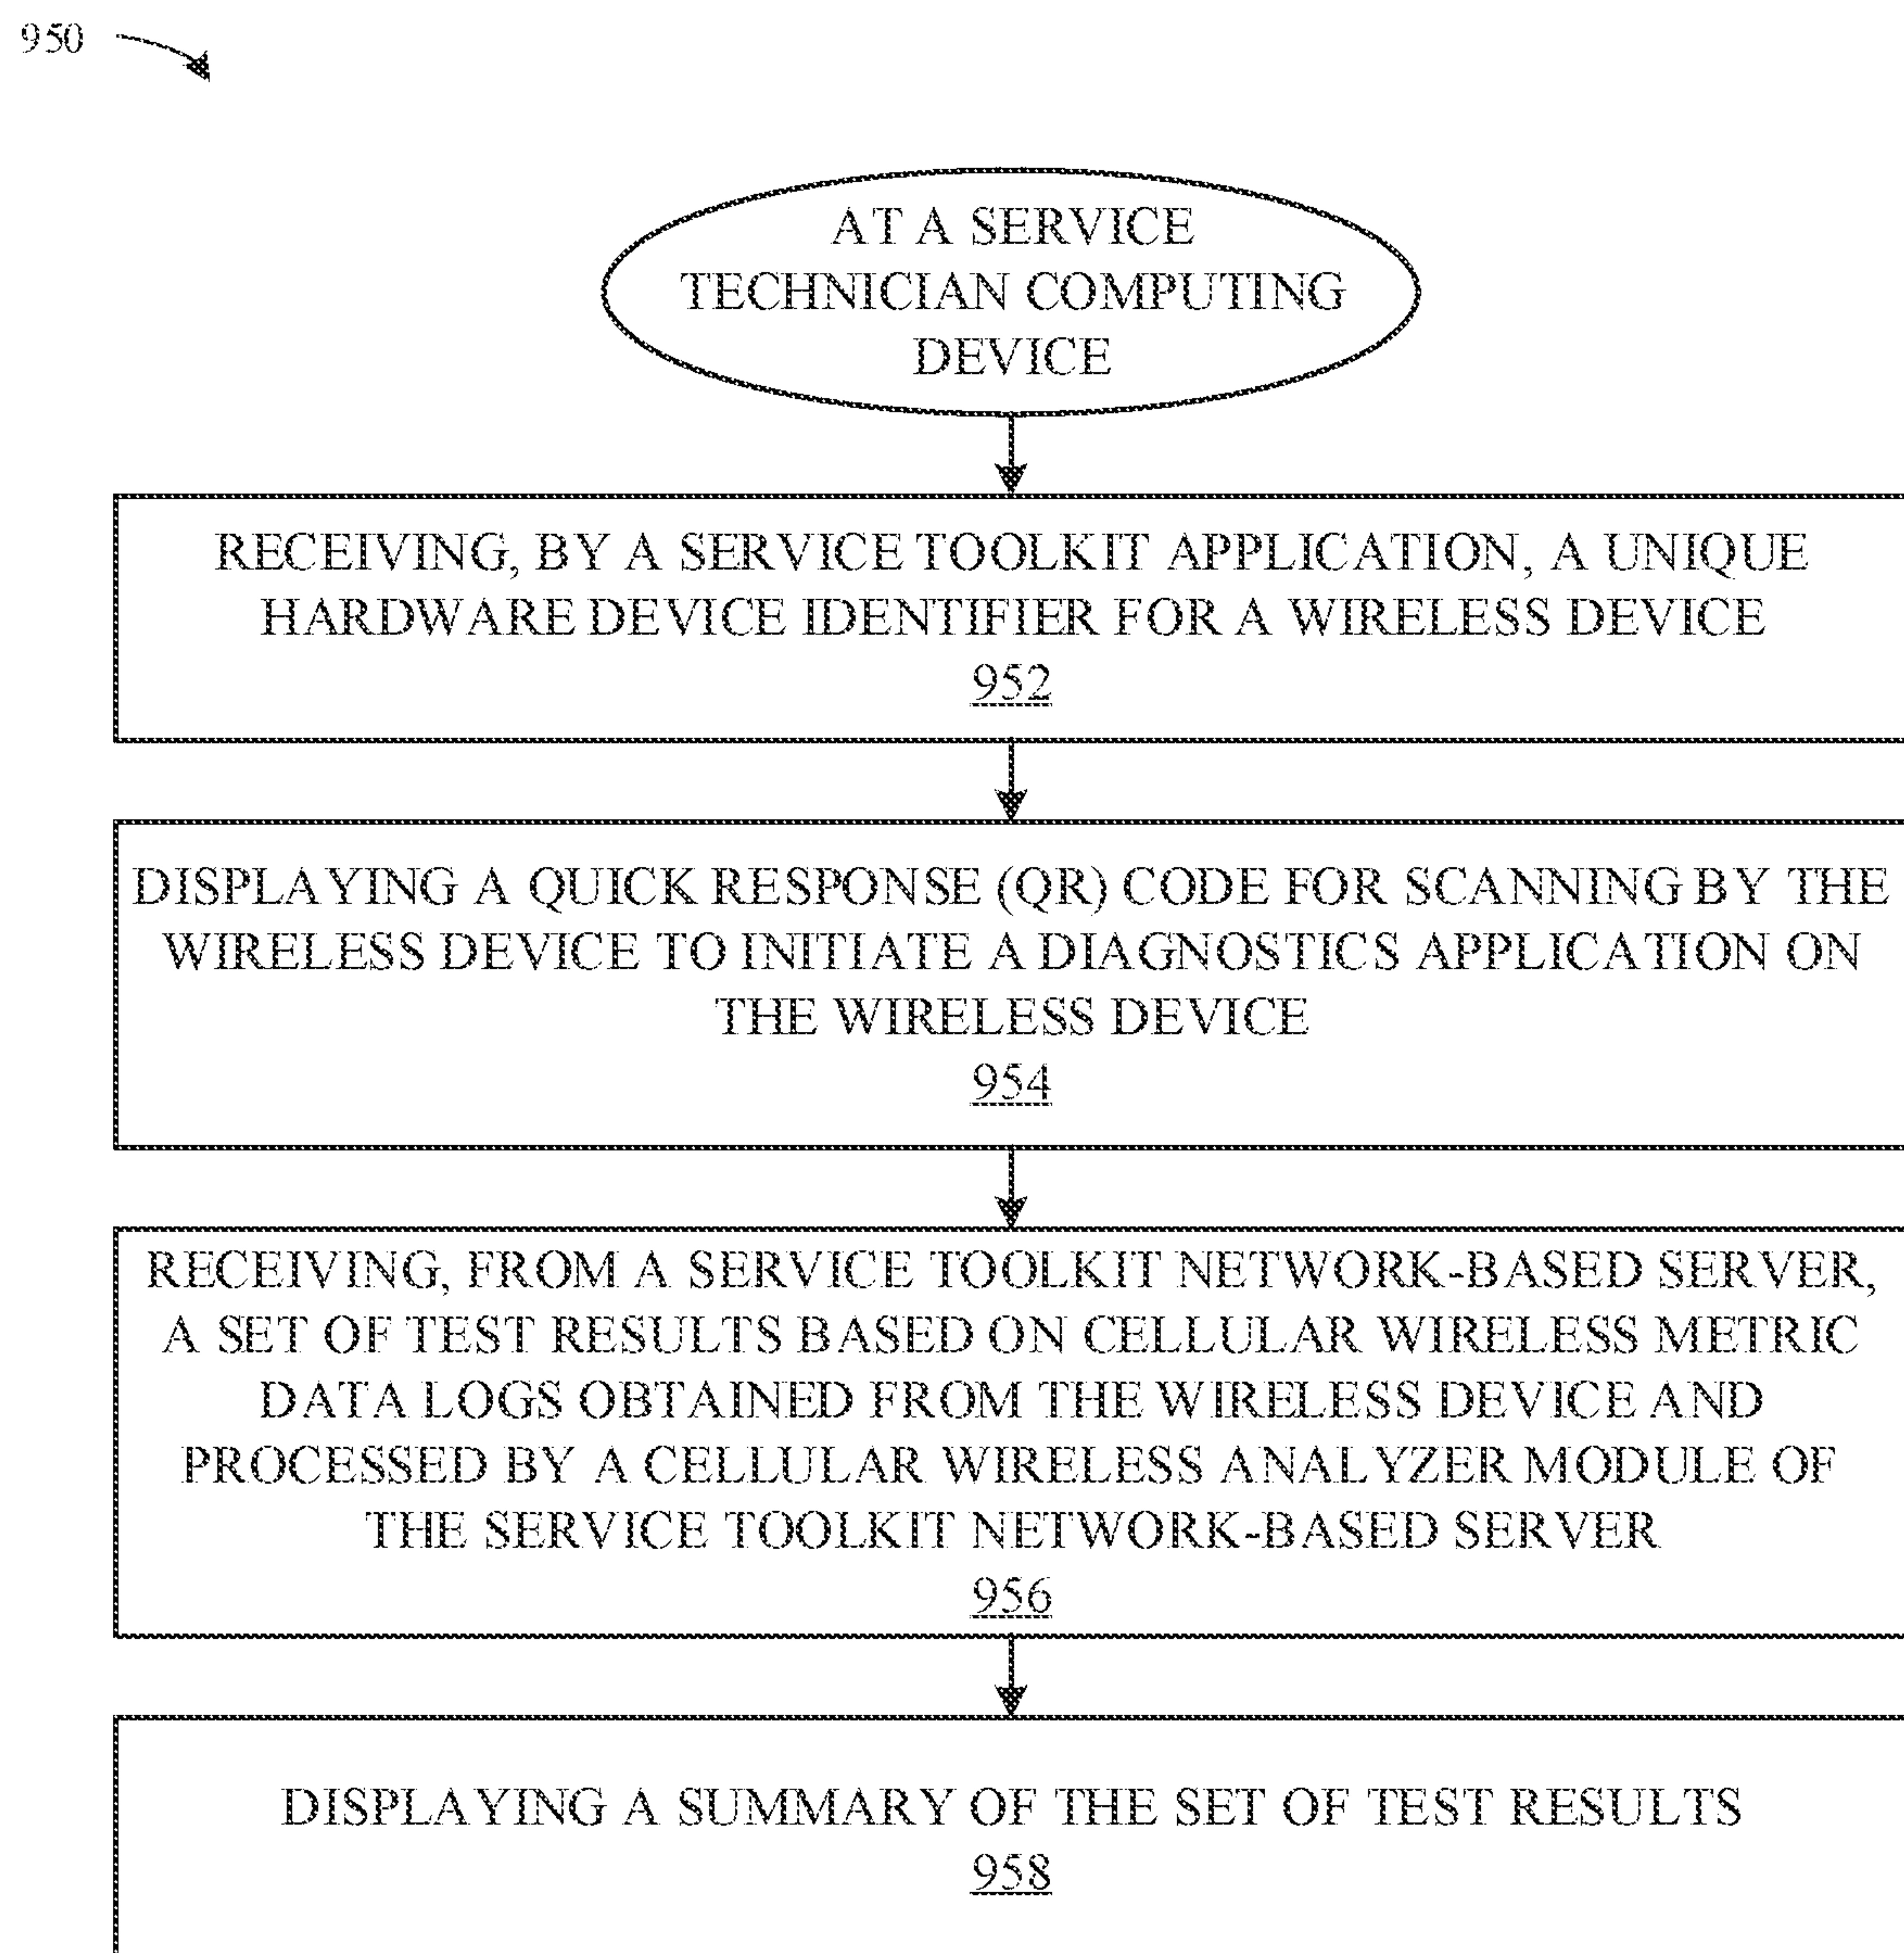 950
AT A SERVICE
TECHNICIAN COMPUTING
DEVICE
RECEIVING, BY A SERVICE TOOLKIT APPLICATION, A UNIQUE
HARDWARE DEVICE IDENTIFIER FOR A WIRELESS DEVICE
952
DISPLAYING A QUICK RESPONSE (QR) CODE FOR SCANNING BY THE
WIRELESS DEVICE TO INITIATE A DIAGNOSTICS APPLICATION ON
THE WIRELESS DEVICE
954
RECEIVING, FROM A SERVICE TOOLKIT NETWORK-BASED SERVER,
A SET OF TEST RESULTS BASED ON CELLULAR WIRELESS METRIC
DATA LOGS OBTAINED FROM THE WIRELESS DEVICE AND
PROCESSED BY A CELLULAR WIRELESS ANALYZER MODULE OF
THE SERVICE TOOLKIT NETWORK-BASED SERVER
956
DISPLAYING A SUMMARY OF THE SET OF TEST RESULTS
958